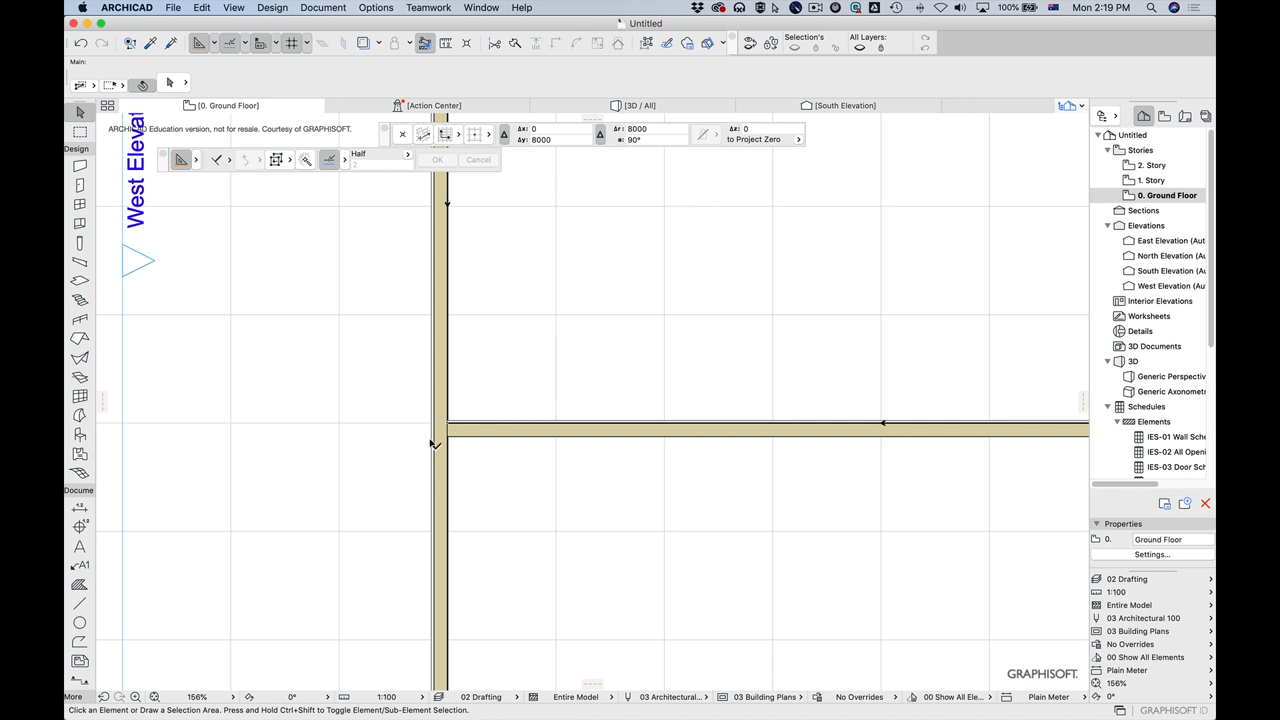 ARCHICAD File Edit View Design Document Options Teamwork Window Help 100% Mon 2:19 PM
Untitled
Selection's
All Layers:
Main:
[0. Ground Floor] [Action Center] [3D / All] [South Elevation]
ARCHICAD Education version, not for resale. Courtesy of GRAPHISOFT.
Δx: 0 Δr: 8000 Δz: 0
Δy: 8000 a: 90° to Project Zero
Half
2
OK Cancel
West Elevat
Design
Docume
More
Untitled
Stories
2. Story
1. Story
0. Ground Floor
Sections
Elevations
East Elevation (Aut
North Elevation (Au
South Elevation (Au
West Elevation (Au
Interior Elevations
Worksheets
Details
3D Documents
3D
Generic Perspectiv
Generic Axonomet
Schedules
Elements
IES-01 Wall Sche
IES-02 All Openi
IES-03 Door Sch
Properties
0. Ground Floor
Settings...
02 Drafting
1:100
Entire Model
03 Architectural 100
03 Building Plans
No Overrides
00 Show All Elements
Plain Meter
156%
0°
GRAPHISOFT.
156% 0° 1:100 02 Drafting Entire Model 03 Architectural... 03 Building Plans No Overrides 00 Show All Ele... Plain Meter
Click an Element or Draw a Selection Area. Press and Hold Ctrl+Shift to Toggle Element/Sub-Element Selection.
GRAPHISOFT ID